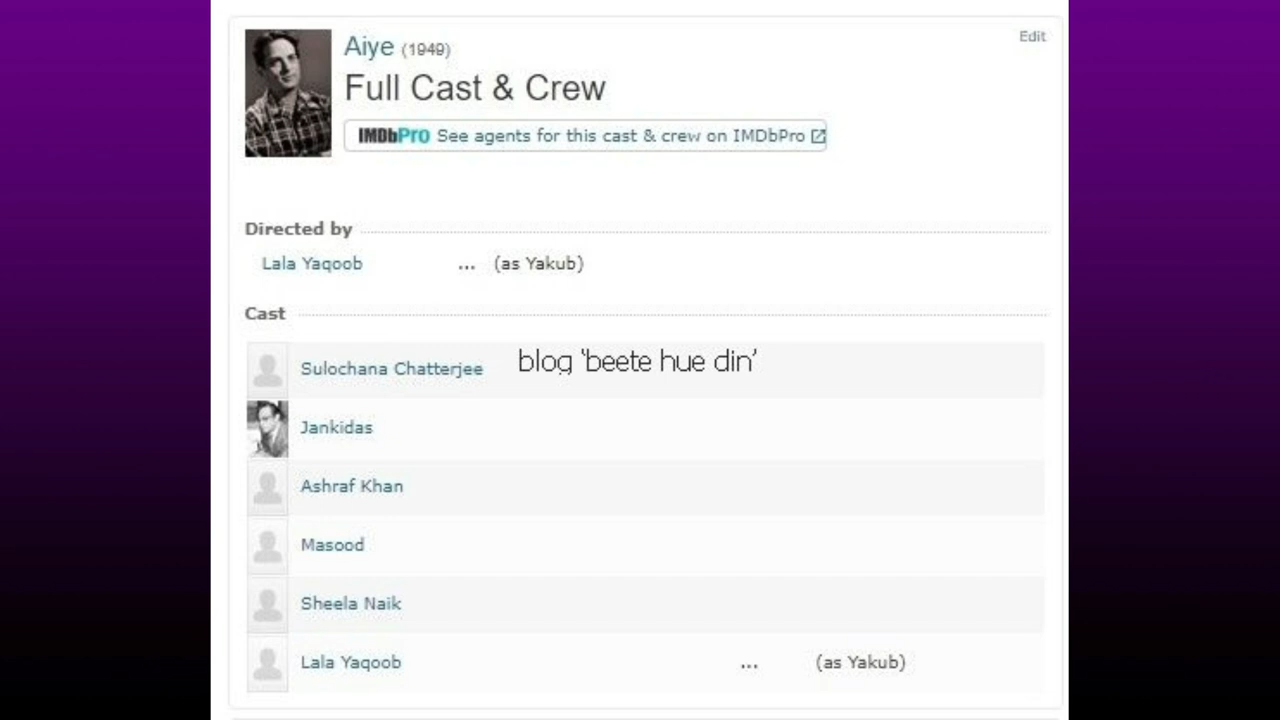 Aiye (1949)
Edit
Full Cast & Crew
IMDbPro See agents for this cast & crew on IMDbPro
Directed by
Lala Yaqoob ... (as Yakub)
Cast
Sulochana Chatterjee
blog 'beete hue din'
Jankidas
Ashraf Khan
Masood
Sheela Naik
Lala Yaqoob ... (as Yakub)